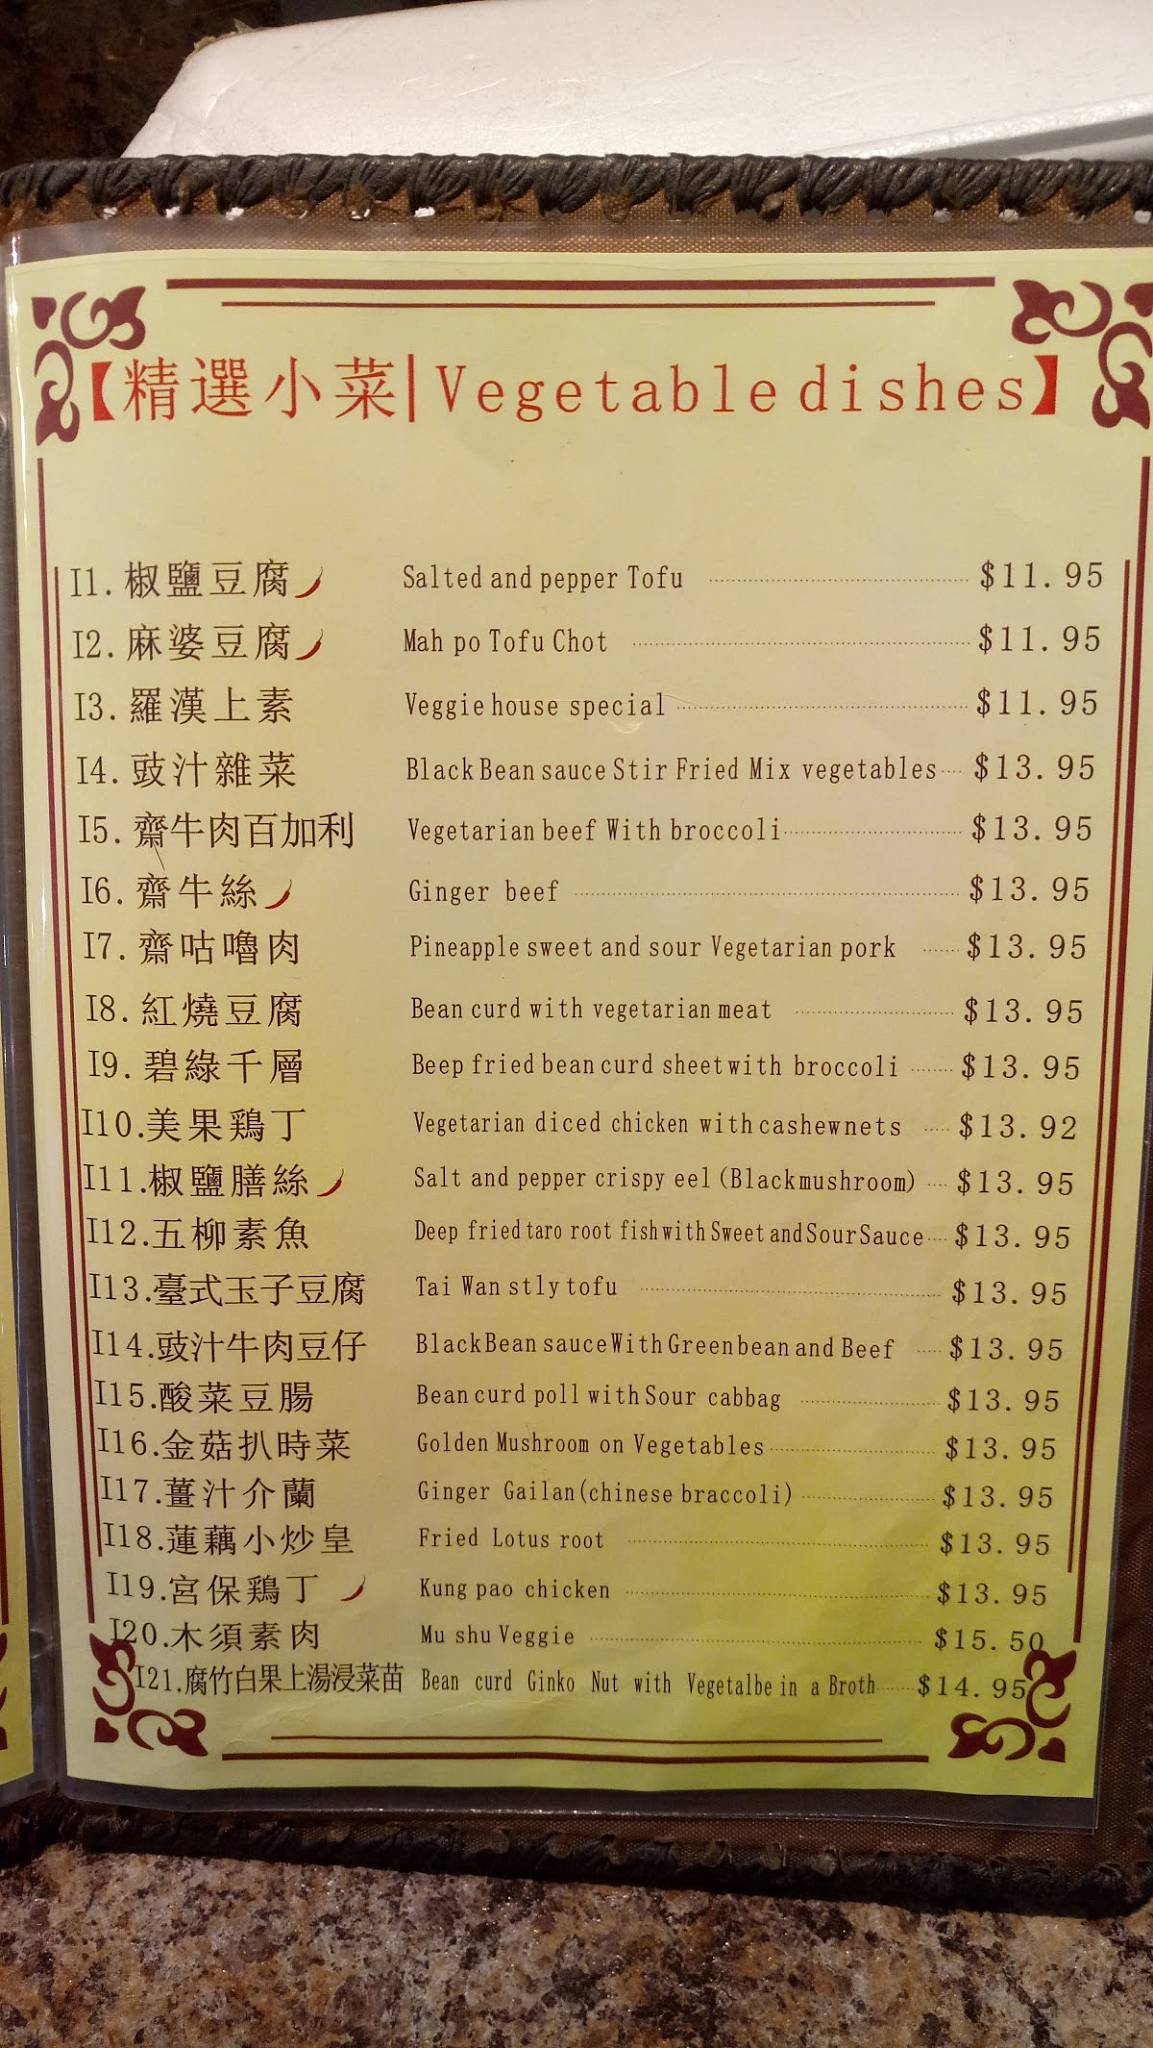 【精選小菜|Vegetable dishes】
I1. 椒鹽豆腐 Salted and pepper Tofu $11.95
I2. 麻婆豆腐 Mah po Tofu Chot $11.95
I3. 羅漢上素 Veggie house special $11.95
I4. 豉汁雜菜 Black Bean sauce Stir Fried Mix vegetables $13.95
I5. 齋牛肉百加利 Vegetarian beef With broccoli $13.95
I6. 齋牛絲 Ginger beef $13.95
I7. 齋咕嚕肉 Pineapple sweet and sour Vegetarian pork $13.95
I8. 紅燒豆腐 Bean curd with vegetarian meat $13.95
I9. 碧綠千層 Beep fried bean curd sheet with broccoli $13.95
I10.美果鶏丁 Vegetarian diced chicken with cashew nets $13.92
I11.椒鹽膳絲 Salt and pepper crispy eel (Black mushroom) $13.95
I12.五柳素魚 Deep fried taro root fish with Sweet and Sour Sauce $13.95
I13.臺式玉子豆腐 Tai Wan stly tofu $13.95
I14.豉汁牛肉豆仔 Black Bean sauce With Green bean and Beef $13.95
I15.酸菜豆腸 Bean curd poll with Sour cabbag $13.95
I16.金菇扒時菜 Golden Mushroom on Vegetables $13.95
I17.薑汁介蘭 Ginger Gailan(chinese braccoli) $13.95
I18.蓮藕小炒皇 Fried Lotus root $13.95
I19.宮保鶏丁 Kung pao chicken $13.95
I20.木須素肉 Mu shu Veggie $15.50
I21.腐竹白果上湯浸菜苗 Bean curd Ginko Nut with Vegetalbe in a Broth $14.95